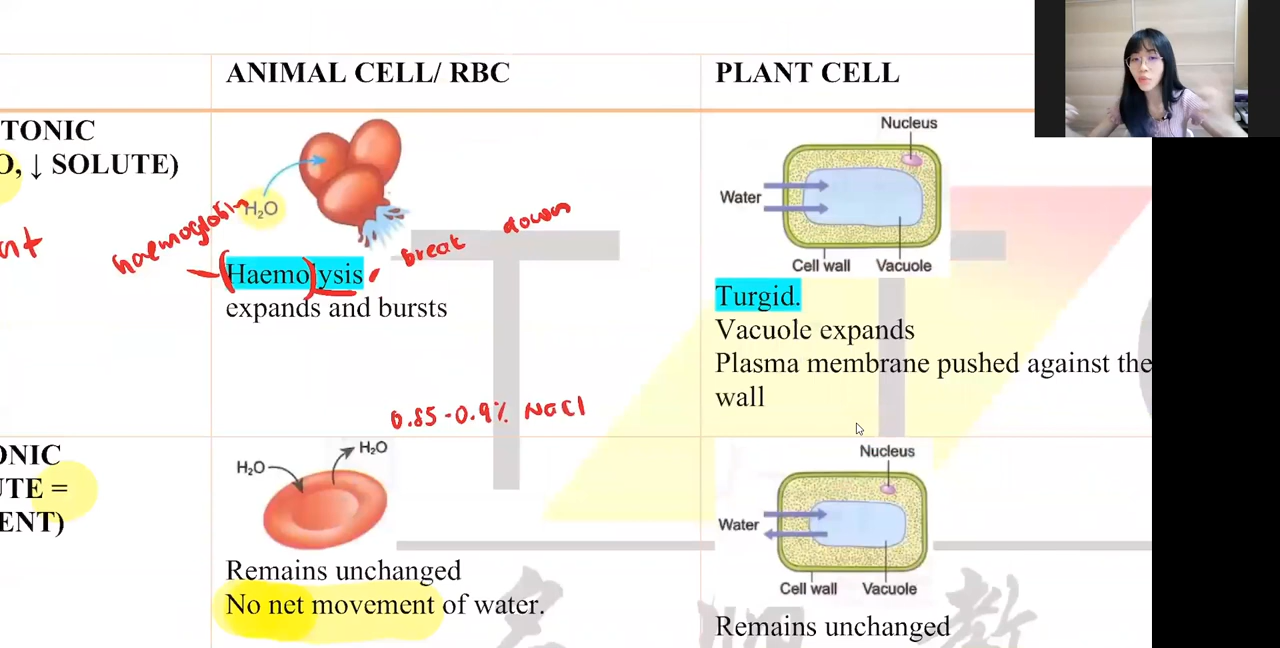 ANIMAL CELL/ RBC
PLANT CELL
TONIC
O, ↓ SOLUTE)
H₂O
haemoglobin
break down
Haemolysis
expands and bursts
Nucleus
Water
Cell wall
Vacuole
Turgid.
Vacuole expands
Plasma membrane pushed against the
wall
0.85-0.9% NaCl
ONIC
UTE =
ENT)
H₂O
H₂O
Remains unchanged
No net movement of water.
Nucleus
Water
Cell wall
Vacuole
Remains unchanged
教